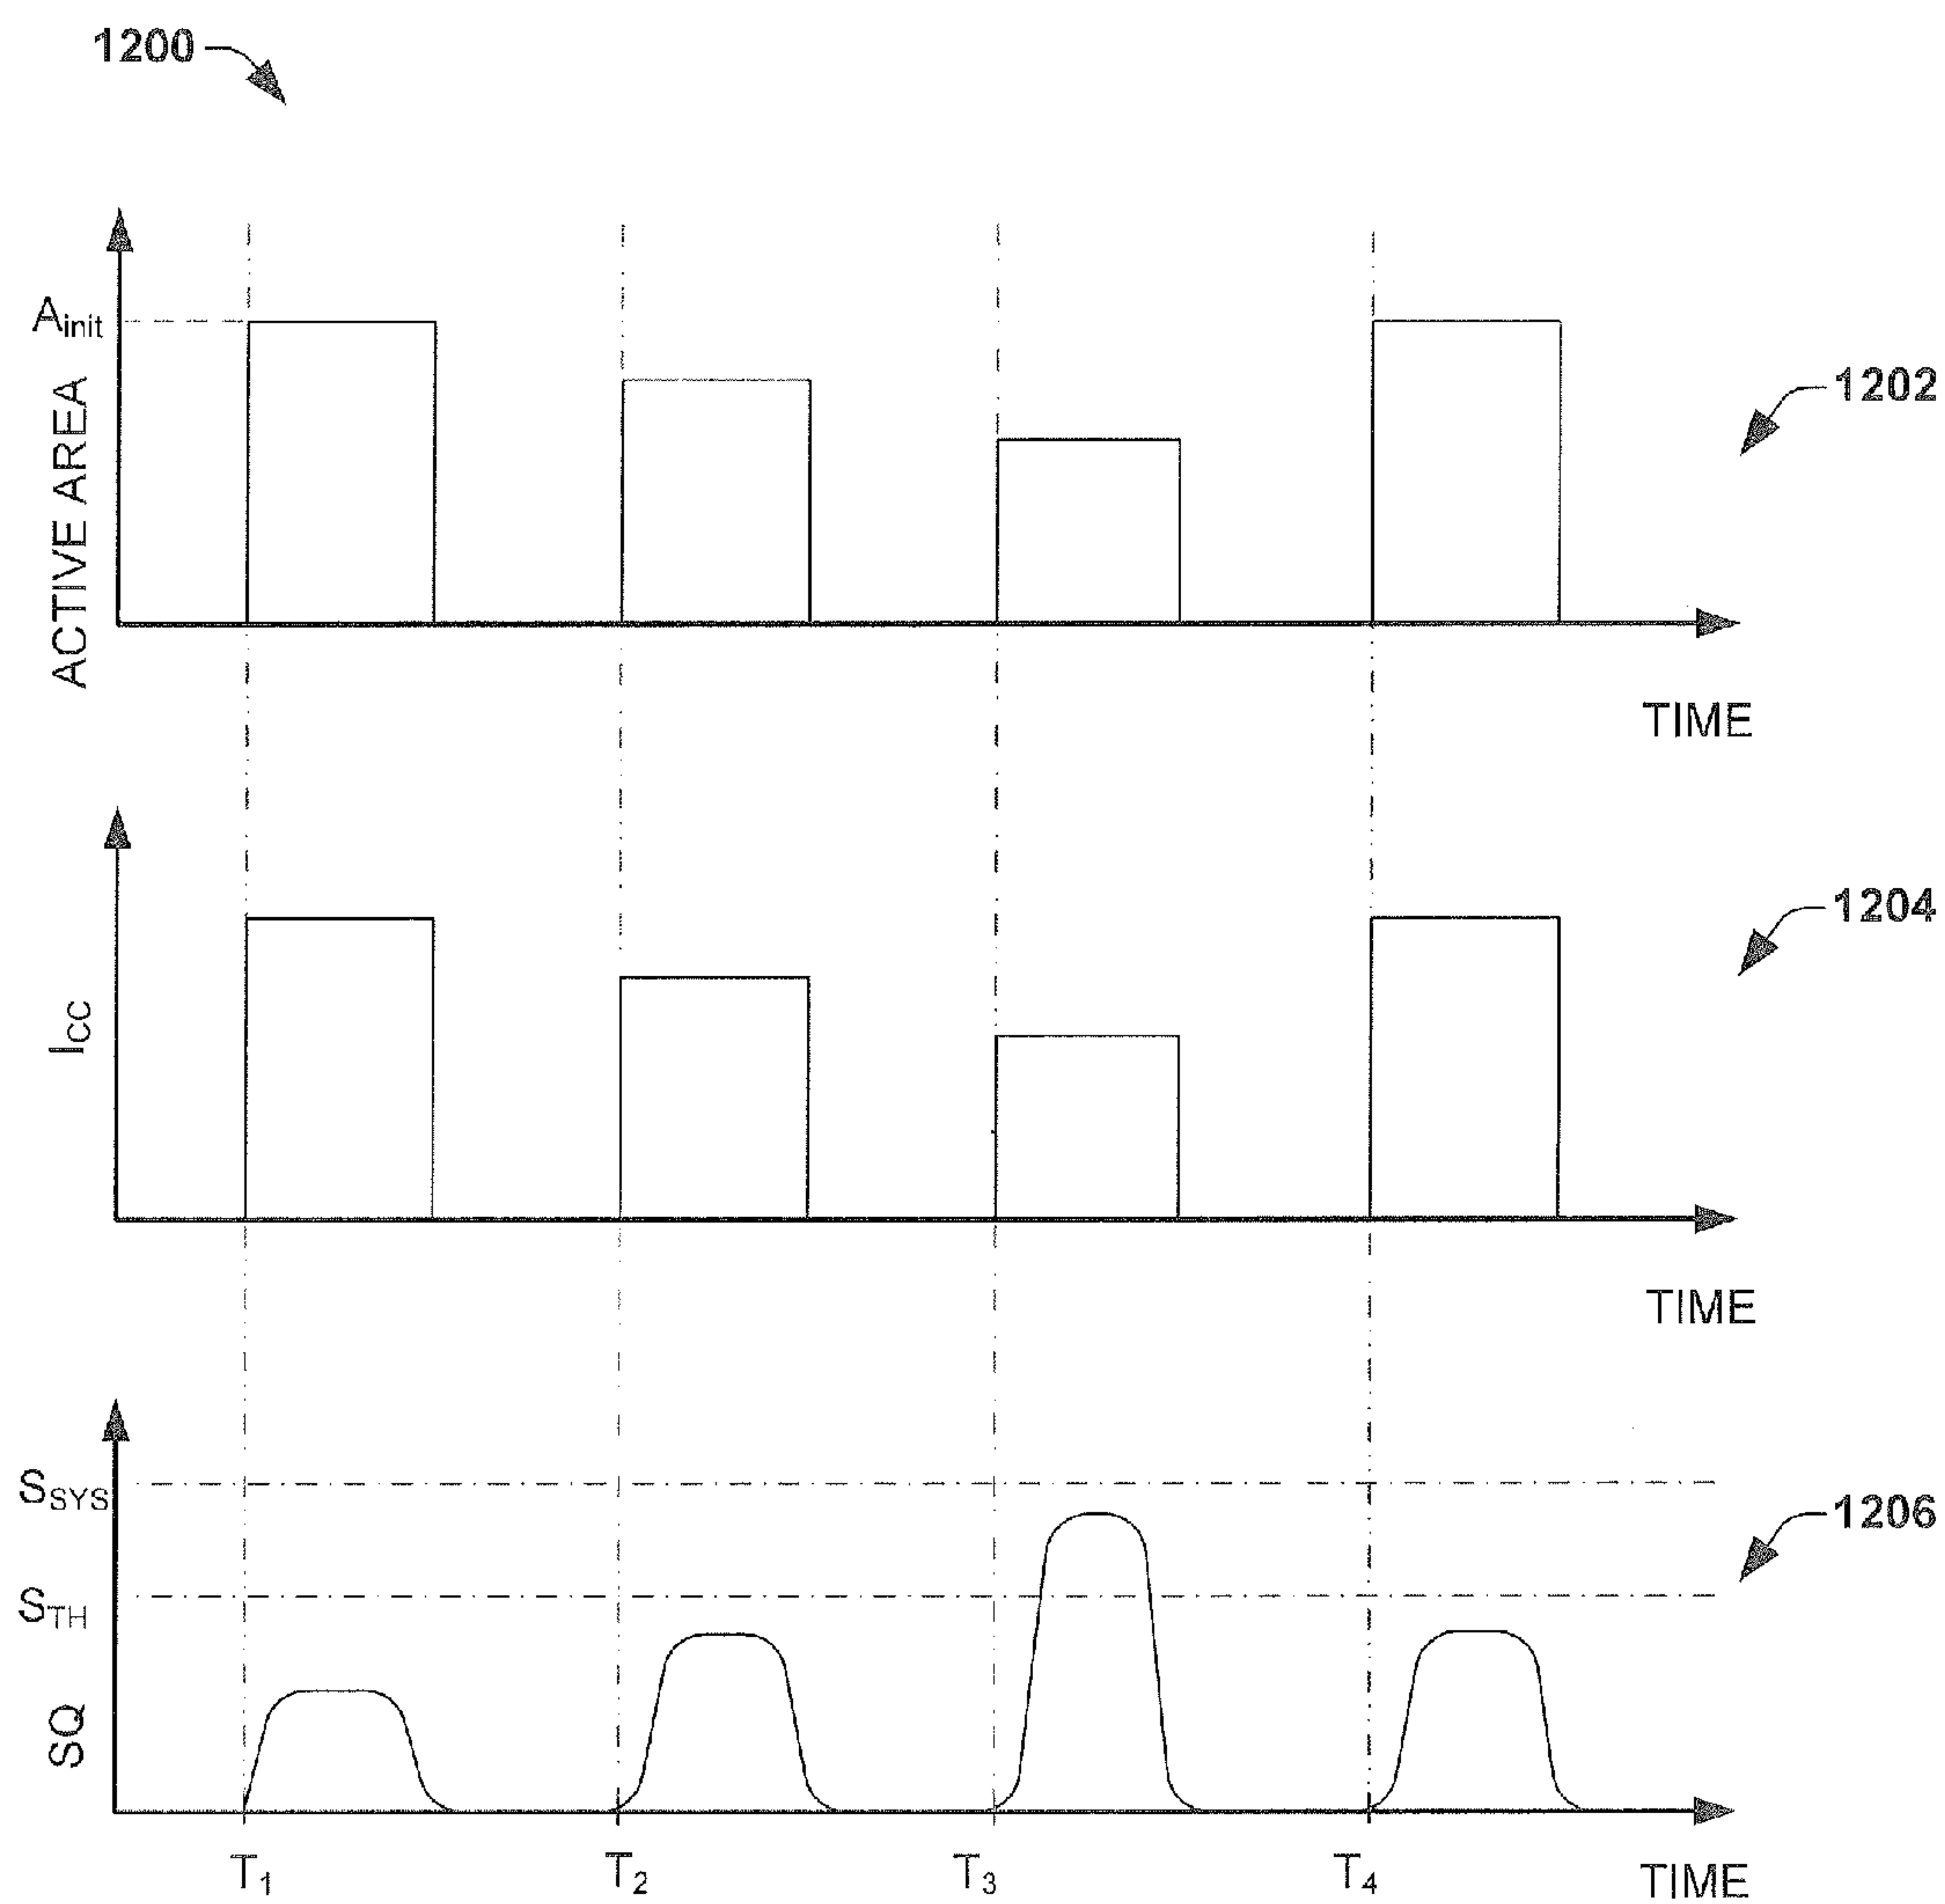 1200
A_init
ACTIVE AREA
1202
TIME
I_CC
1204
TIME
S_SYS
S_TH
SQ
1206
T_1
T_2
T_3
T_4
TIME